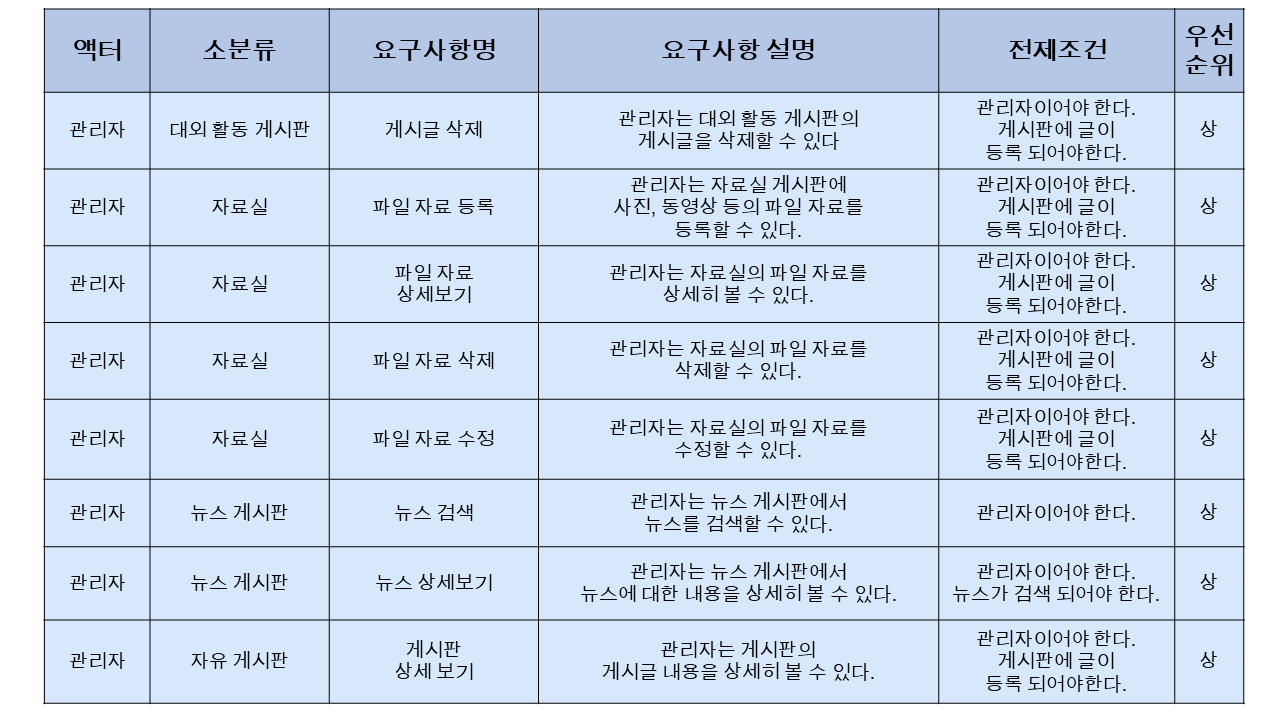 액터 소분류 요구사항명 요구사항 설명 전제조건 우선
순위
관리자 대외 활동 게시판 게시글 삭제 관리자는 대외 활동 게시판의
게시글을 삭제할 수 있다
관리자이어야 한다.
게시판에 글이
등록 되어야한다.
상
관리자 자료실 파일 자료 등록 관리자는 자료실 게시판에
사진, 동영상 등의 파일 자료를
등록할 수 있다.
관리자이어야 한다.
게시판에 글이
등록 되어야한다.
상
관리자 자료실 파일 자료
상세보기
관리자는 자료실의 파일 자료를
상세히 볼 수 있다.
관리자이어야 한다.
게시판에 글이
등록 되어야한다.
상
관리자 자료실 파일 자료 삭제 관리자는 자료실의 파일 자료를
삭제할 수 있다.
관리자이어야 한다.
게시판에 글이
등록 되어야한다.
상
관리자 자료실 파일 자료 수정 관리자는 자료실의 파일 자료를
수정할 수 있다.
관리자이어야 한다.
게시판에 글이
등록 되어야한다.
상
관리자 뉴스 게시판 뉴스 검색 관리자는 뉴스 게시판에서
뉴스를 검색할 수 있다.
관리자이어야 한다.
상
관리자 뉴스 게시판 뉴스 상세보기 관리자는 뉴스 게시판에서
뉴스에 대한 내용을 상세히 볼 수 있다.
관리자이어야 한다.
뉴스가 검색 되어야 한다.
상
관리자 자유 게시판 게시판
상세 보기
관리자는 게시판의
게시글 내용을 상세히 볼 수 있다.
관리자이어야 한다.
게시판에 글이
등록 되어야한다.
상